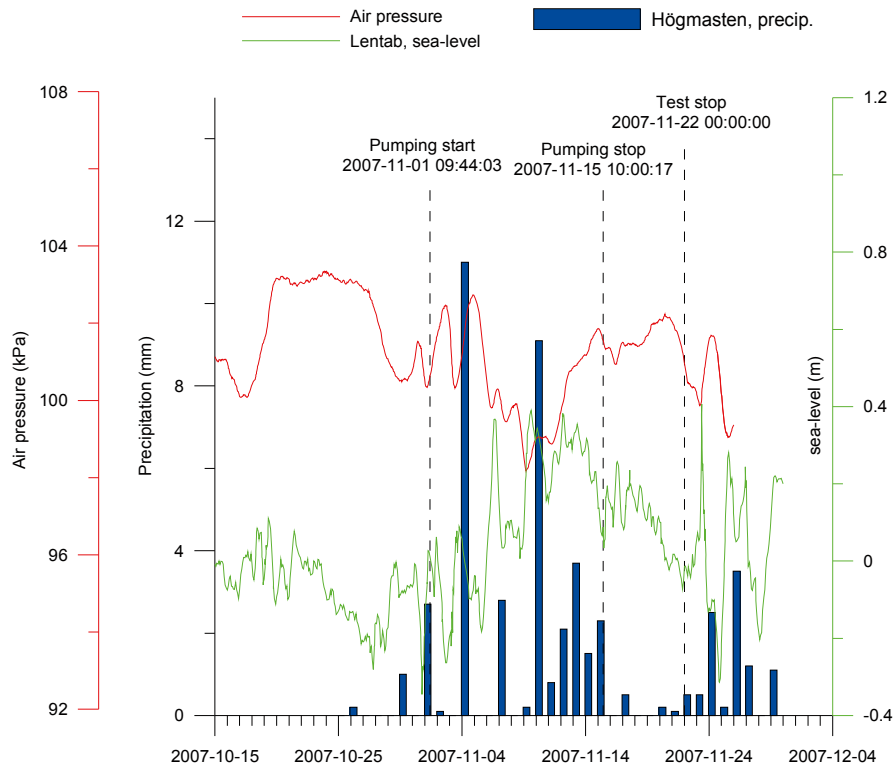 Air pressure
Lentab, sea-level
Högmasten, precip.
108
104
100
96
92
Air pressure (kPa)
12
8
4
0
Precipitation (mm)
Pumping start
2007-11-01 09:44:03
Pumping stop
2007-11-15 10:00:17
Test stop
2007-11-22 00:00:00
1.2
0.8
0.4
0
-0.4
sea-level (m)
2007-10-15
2007-10-25
2007-11-04
2007-11-14
2007-11-24
2007-12-04